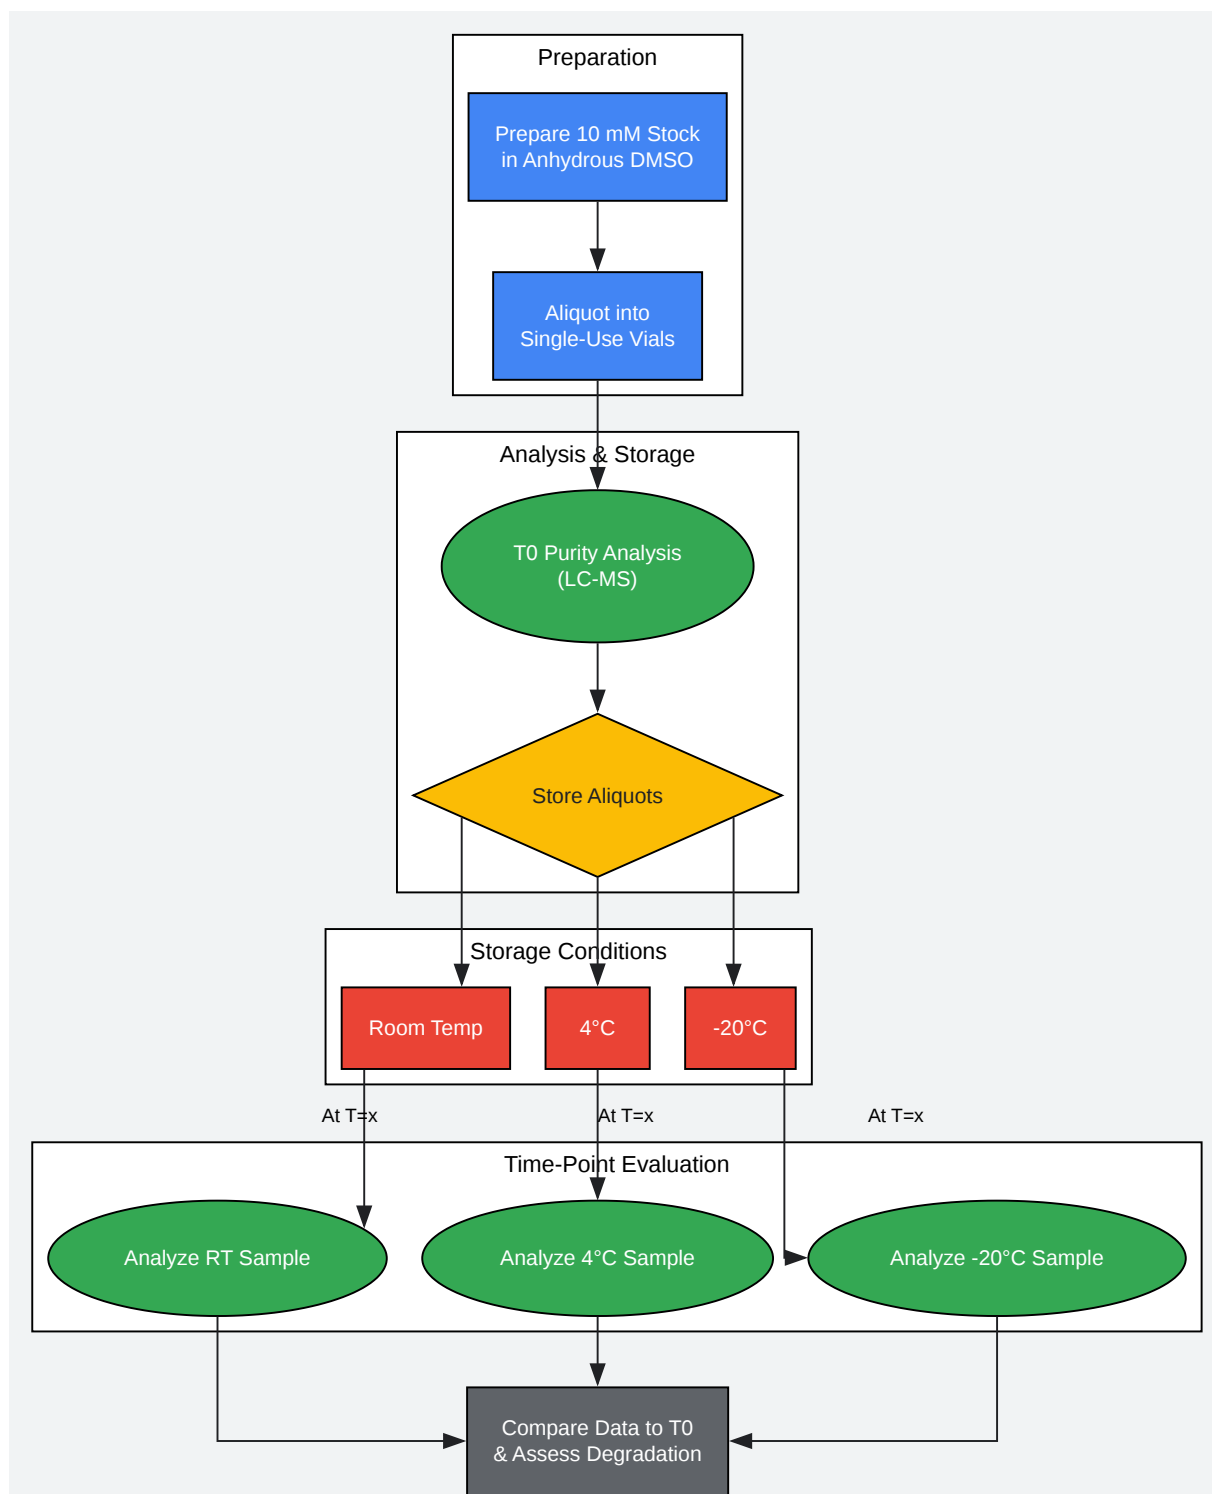 Preparation
Prepare 10 mM Stock
in Anhydrous DMSO
Aliquot into
Single-Use Vials
Analysis & Storage
T0 Purity Analysis
(LC-MS)
Store Aliquots
Storage Conditions
Room Temp
4°C
-20°C
At T=x
At T=x
At T=x
Time-Point Evaluation
Analyze RT Sample
Analyze 4°C Sample
Analyze -20°C Sample
Compare Data to T0
& Assess Degradation